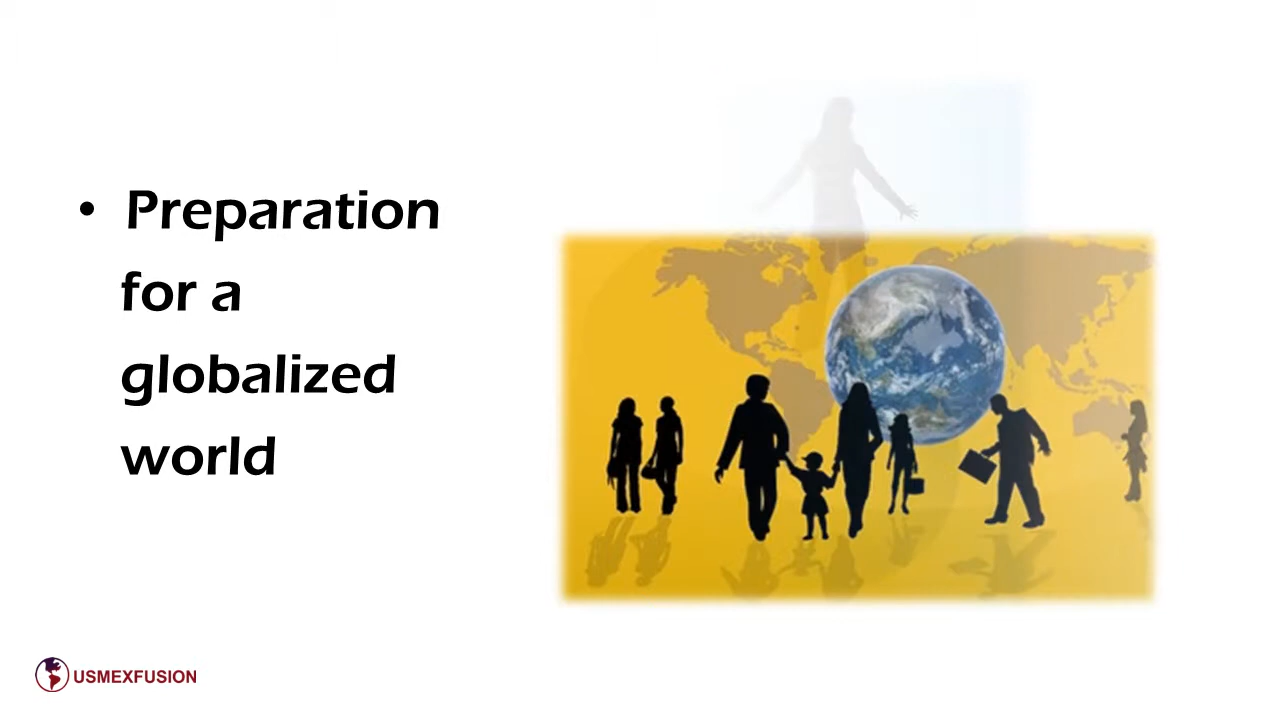 • Preparation
for a
globalized
world
USMEXFUSION